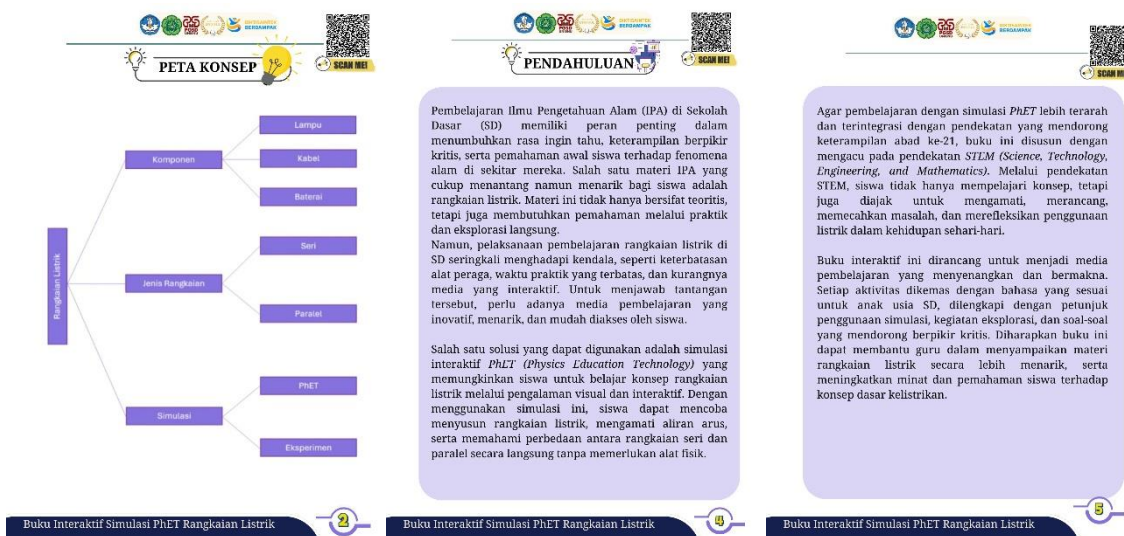 DIKTISAINTEK
BERDAMPAK
PETA KONSEP
SCAN ME!
Rangkaian Listrik
Komponen
Lampu
Kabel
Baterai
Jenis Rangkaian
Seri
Paralel
Simulasi
PhET
Eksperimen
Buku Interaktif Simulasi PhET Rangkaian Listrik
2
DIKTISAINTEK
BERDAMPAK
PENDAHULUAN
SCAN ME!
Pembelajaran Ilmu Pengetahuan Alam (IPA) di Sekolah
Dasar (SD) memiliki peran penting dalam
menumbuhkan rasa ingin tahu, keterampilan berpikir
kritis, serta pemahaman awal siswa terhadap fenomena
alam di sekitar mereka. Salah satu materi IPA yang
cukup menantang namun menarik bagi siswa adalah
rangkaian listrik. Materi ini tidak hanya bersifat teoritis,
tetapi juga membutuhkan pemahaman melalui praktik
dan eksplorasi langsung.
Namun, pelaksanaan pembelajaran rangkaian listrik di
SD seringkali menghadapi kendala, seperti keterbatasan
alat peraga, waktu praktik yang terbatas, dan kurangnya
media yang interaktif. Untuk menjawab tantangan
tersebut, perlu adanya media pembelajaran yang
inovatif, menarik, dan mudah diakses oleh siswa.
Salah satu solusi yang dapat digunakan adalah simulasi
interaktif PhET (Physics Education Technology) yang
memungkinkan siswa untuk belajar konsep rangkaian
listrik melalui pengalaman visual dan interaktif. Dengan
menggunakan simulasi ini, siswa dapat mencoba
menyusun rangkaian listrik, mengamati aliran arus,
serta memahami perbedaan antara rangkaian seri dan
paralel secara langsung tanpa memerlukan alat fisik.
Buku Interaktif Simulasi PhET Rangkaian Listrik
4
DIKTISAINTEK
BERDAMPAK
SCAN M
Agar pembelajaran dengan simulasi PhET lebih terarah
dan terintegrasi dengan pendekatan yang mendorong
keterampilan abad ke-21, buku ini disusun dengan
mengacu pada pendekatan STEM (Science, Technology,
Engineering, and Mathematics). Melalui pendekatan
STEM, siswa tidak hanya mempelajari konsep, tetapi
juga diajak untuk mengamati, merancang,
memecahkan masalah, dan merefleksikan penggunaan
listrik dalam kehidupan sehari-hari.
Buku interaktif ini dirancang untuk menjadi media
pembelajaran yang menyenangkan dan bermakna.
Setiap aktivitas dikemas dengan bahasa yang sesuai
untuk anak usia SD, dilengkapi dengan petunjuk
penggunaan simulasi, kegiatan eksplorasi, dan soal-soal
yang mendorong berpikir kritis. Diharapkan buku ini
dapat membantu guru dalam menyampaikan materi
rangkaian listrik secara lebih menarik, serta
meningkatkan minat dan pemahaman siswa terhadap
konsep dasar kelistrikan.
Buku Interaktif Simulasi PhET Rangkaian Listrik
5